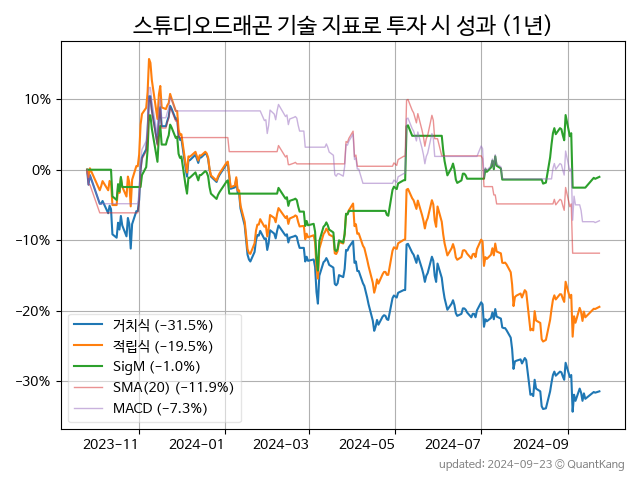 스튜디오드래곤 기술 지표로 투자 시 성과 (1년)
10%
0%
−10%
−20%
−30%
거치식 (−31.5%)
적립식 (−19.5%)
SigM (−1.0%)
SMA(20) (−11.9%)
MACD (−7.3%)
2023−11 2024−01 2024−03 2024−05 2024−07 2024−09
updated: 2024−09−23 ⓒ QuantKang